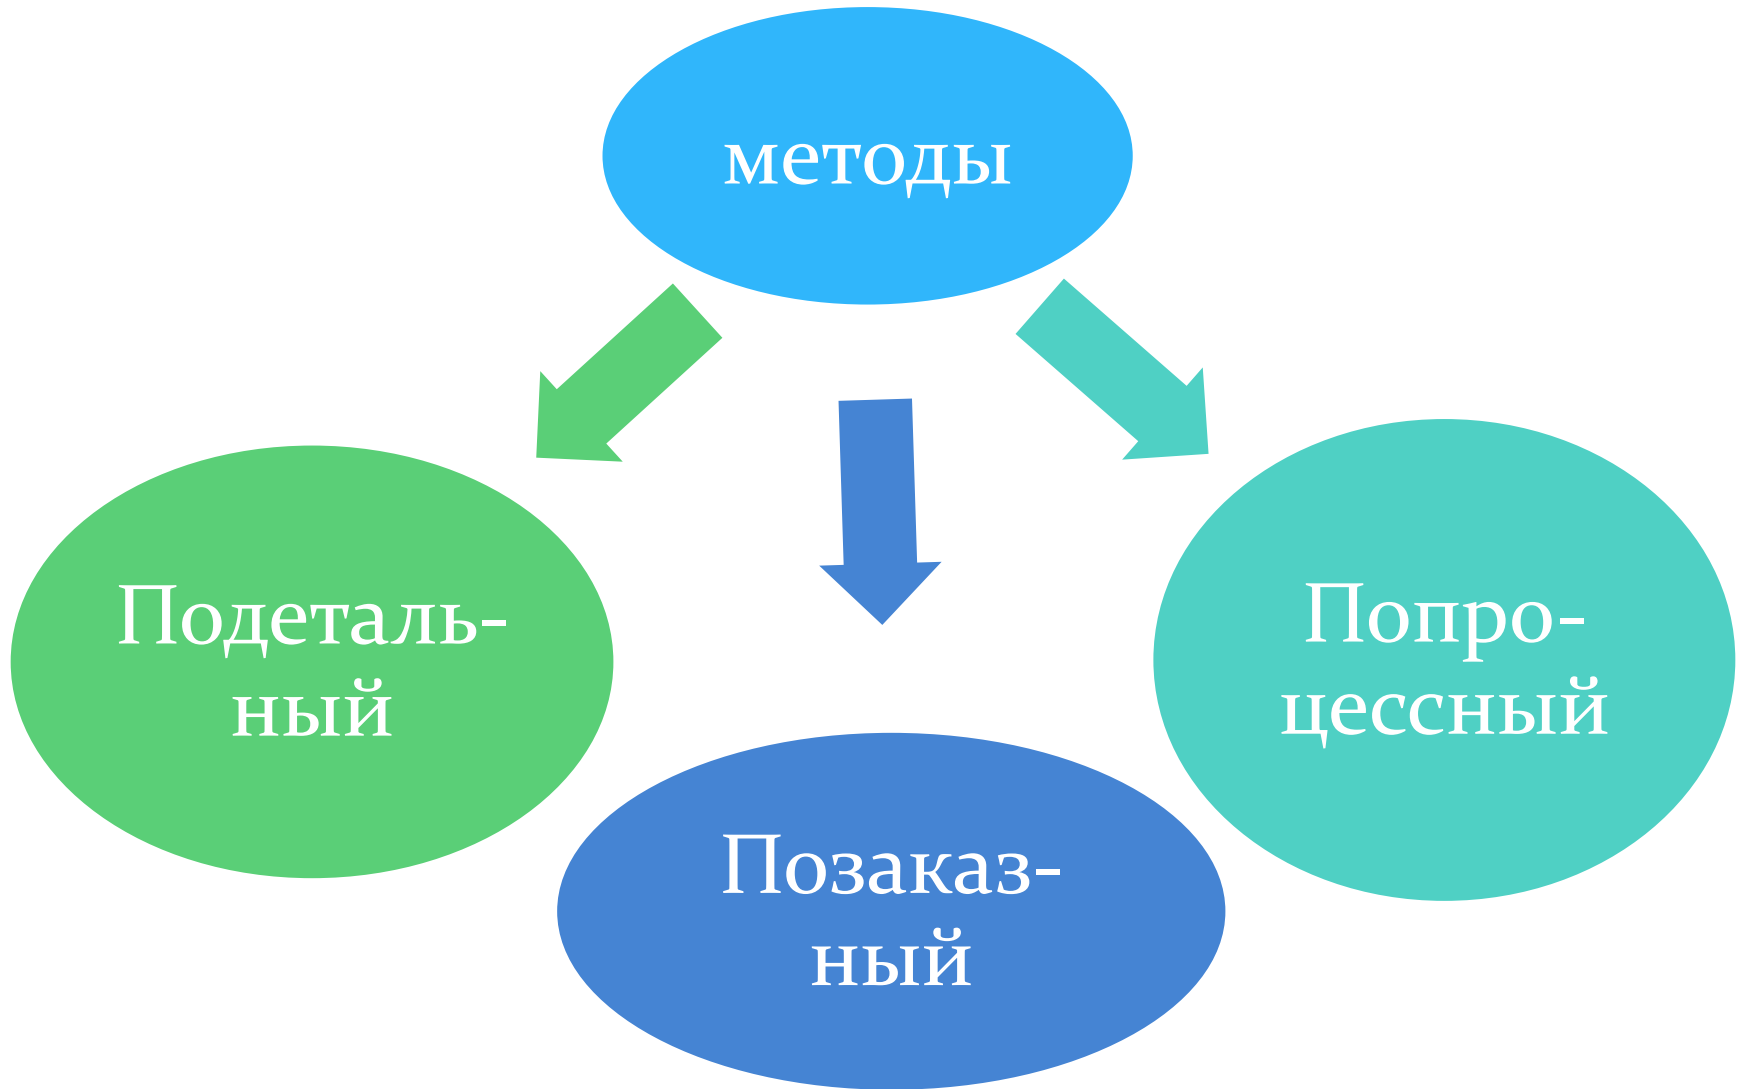 методы
Подеталь-
ный
Позаказ-
ный
Попро-
цессный